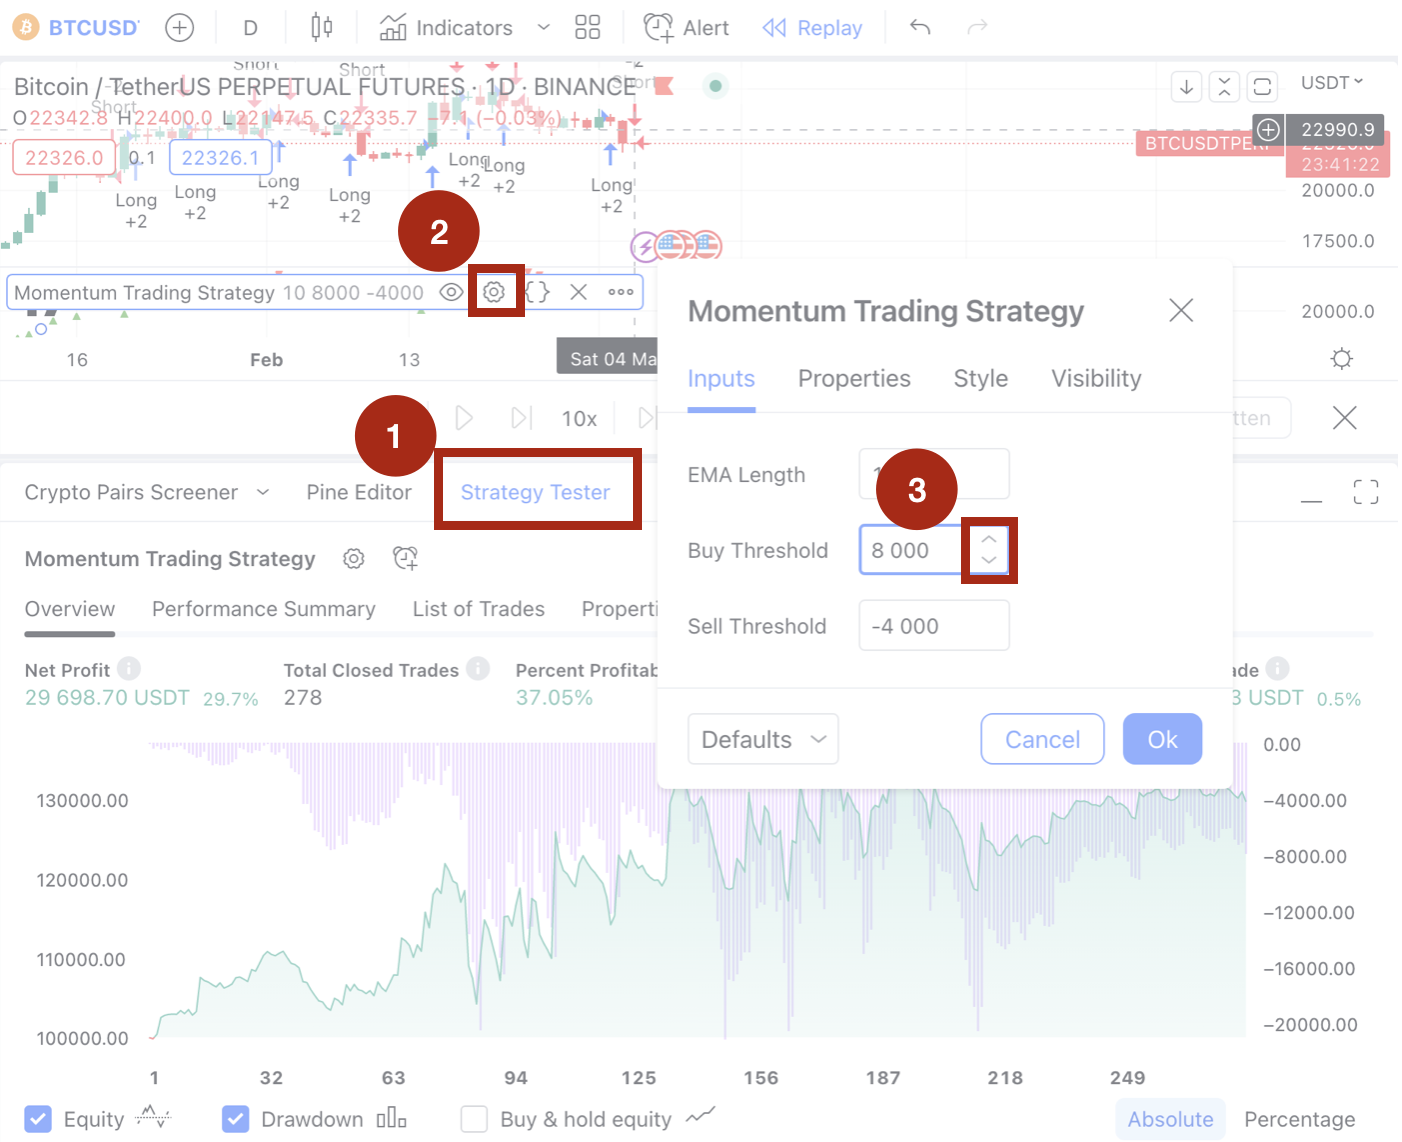 BTCUSD
D
Indicators
Alert
Replay
Short
Short
-2
Short
-2
Short
Bitcoin / TetherUS PERPETUAL FUTURES · 1D · BINANCE
USDT
O22342.8 H22400.0 L22147.5 C22335.7 −7.1 (−0.03%)
22990.9
BTCUSDTPERP
23:41:22
22326.0
0.1
22326.1
Long
+2
Long
+2
Long
+2
Long
+2
Long
+2
Long
+2
Long
+2
20000.0
17500.0
2
Momentum Trading Strategy 10 8000 -4000
20000.0
16
Feb
13
Sat 04 Ma
1
10x
Crypto Pairs Screener
Pine Editor
Strategy Tester
Momentum Trading Strategy
Inputs
Properties
Style
Visibility
EMA Length
3
Buy Threshold
8 000
Sell Threshold
-4 000
Defaults
Cancel
Ok
Momentum Trading Strategy
Overview
Performance Summary
List of Trades
Properti
Net Profit
29 698.70 USDT 29.7%
Total Closed Trades
278
Percent Profitab
37.05%
ade
3 USDT 0.5%
130000.00
120000.00
110000.00
100000.00
0.00
−4000.00
−8000.00
−12000.00
−16000.00
−20000.00
1
32
63
94
125
156
187
218
249
Equity
Drawdown
Buy & hold equity
Absolute
Percentage